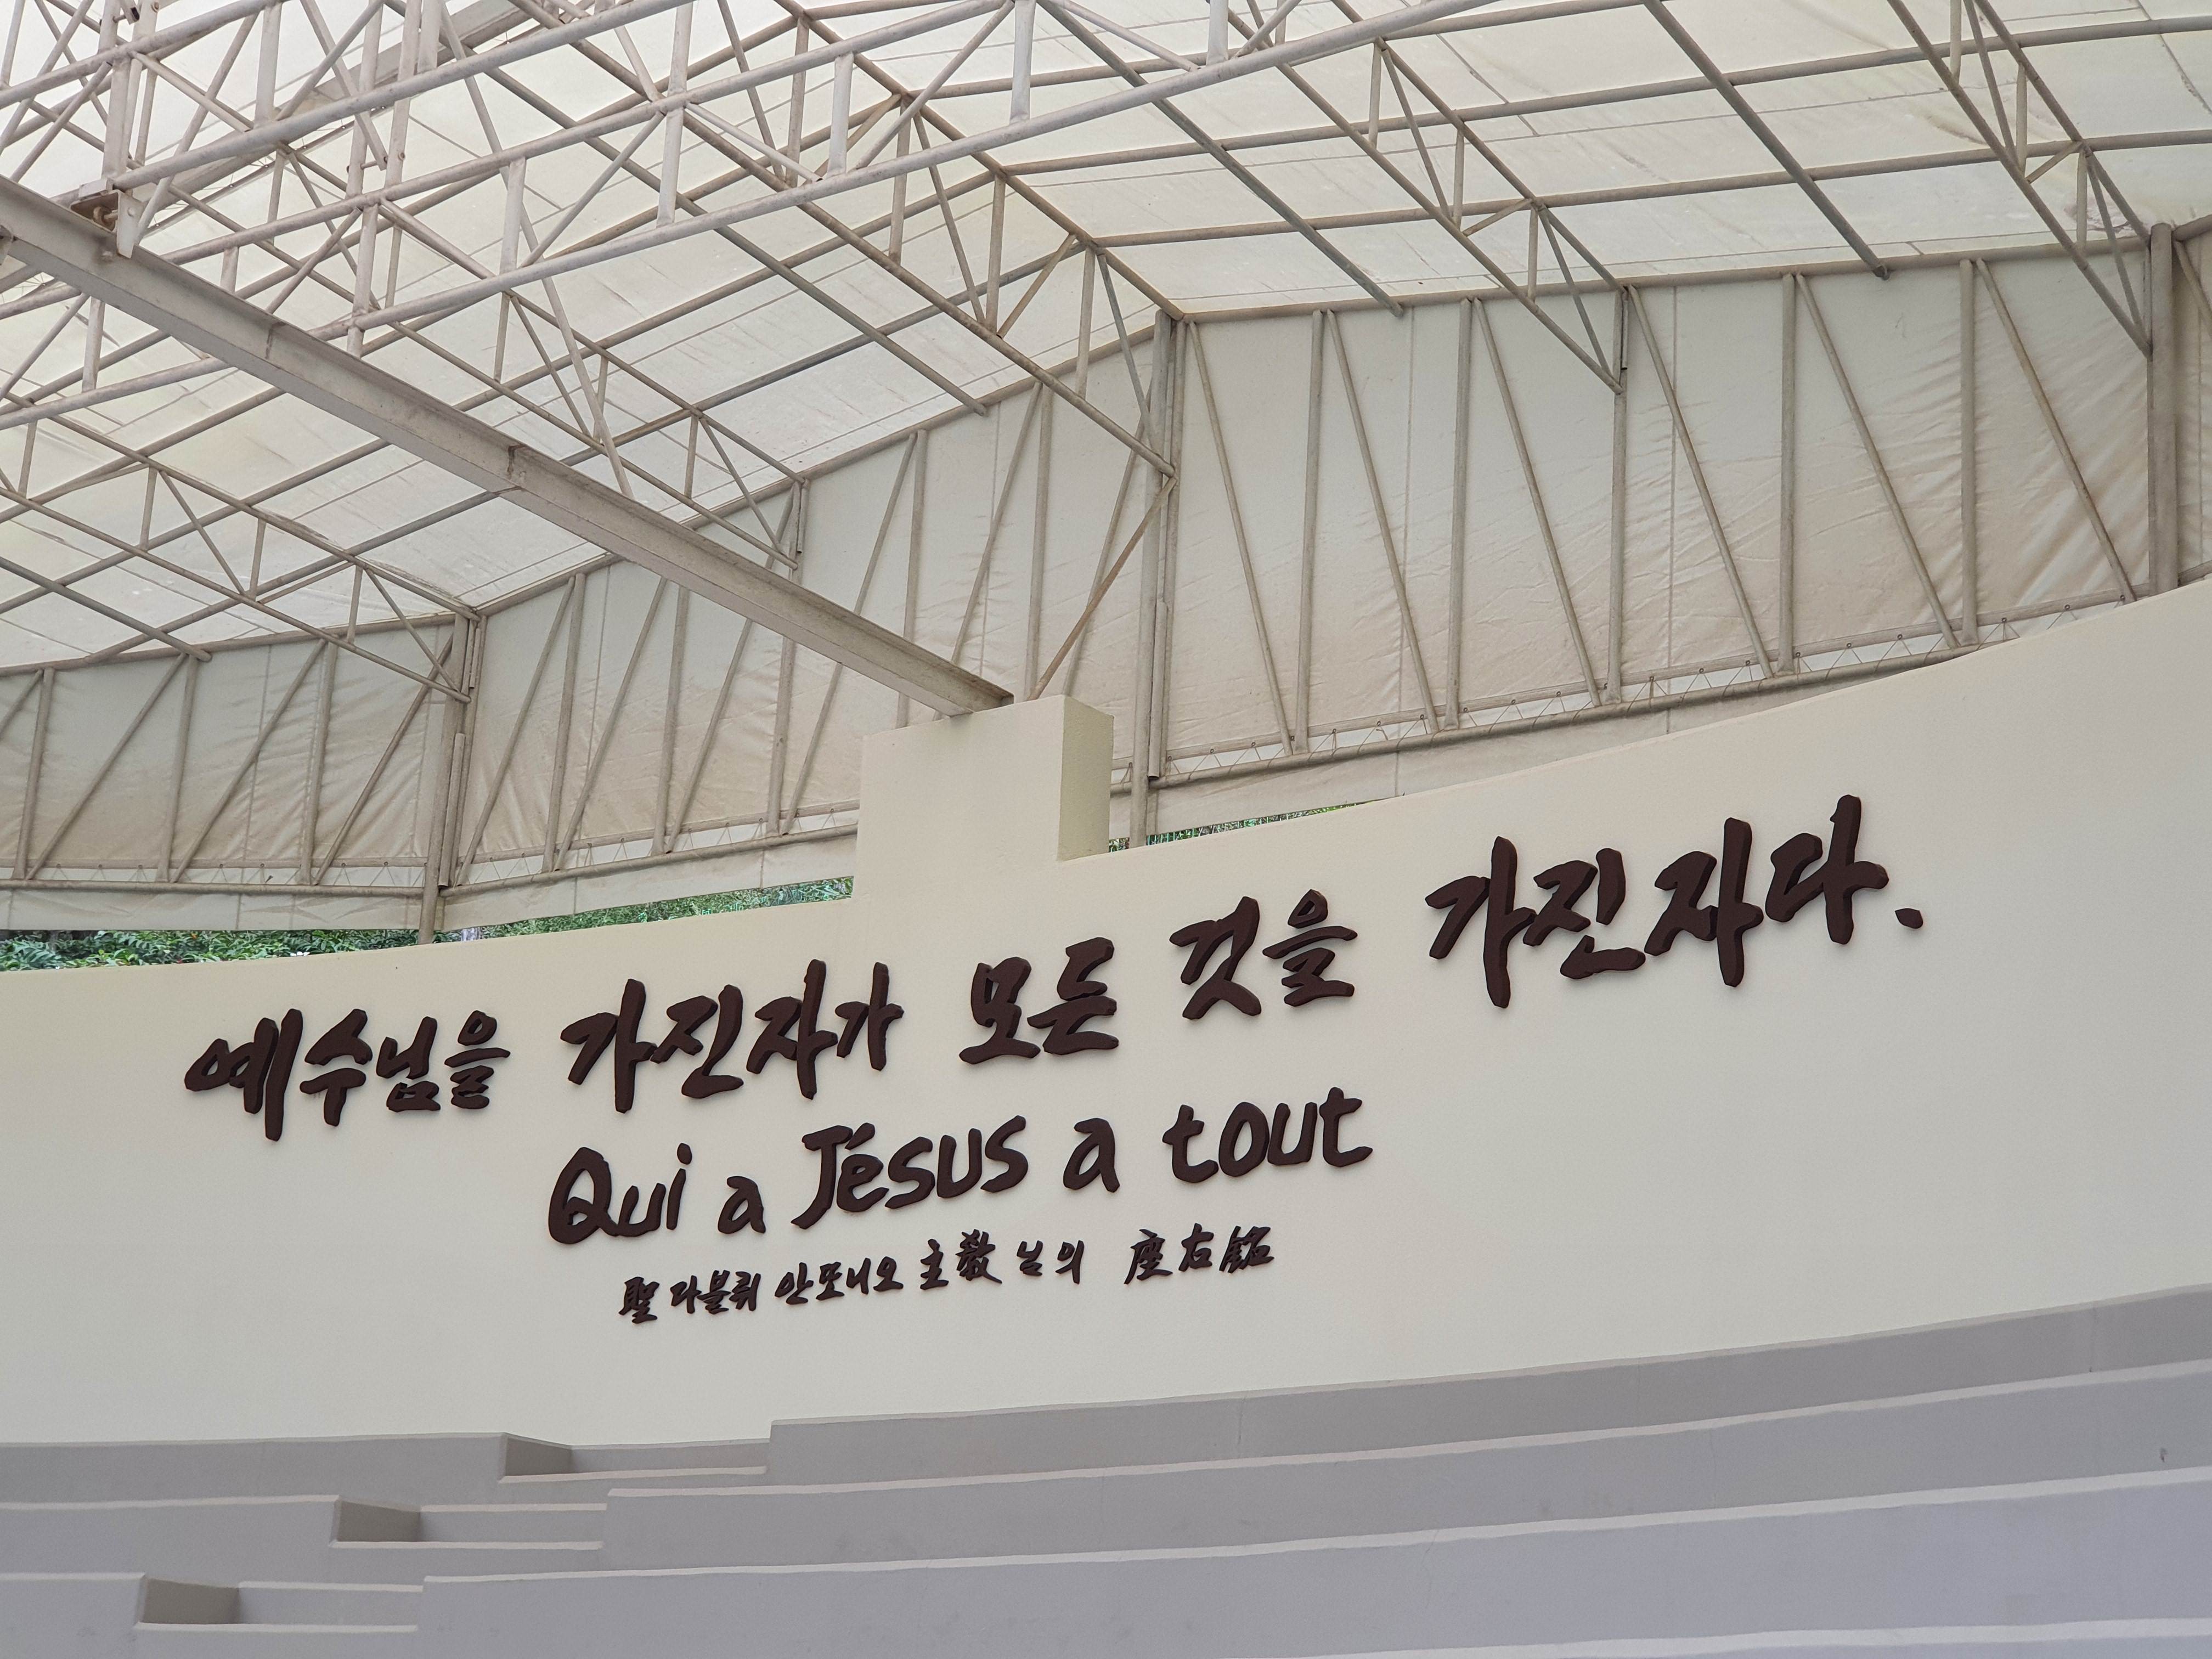 예수님을 가진자가 모든 것을 가진자다.
Qui a Jésus a tout
聖 다블뤼 안또니오 主敎님의 座右銘